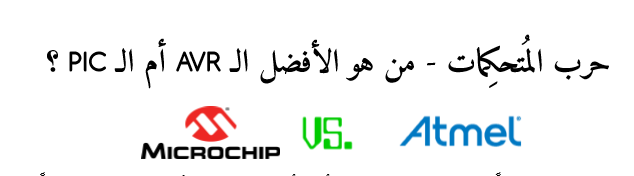 حرب المُتحكِمات - من هو الأفضل الـ AVR أم الـ PIC ؟
MICROCHIP VS. Atmel